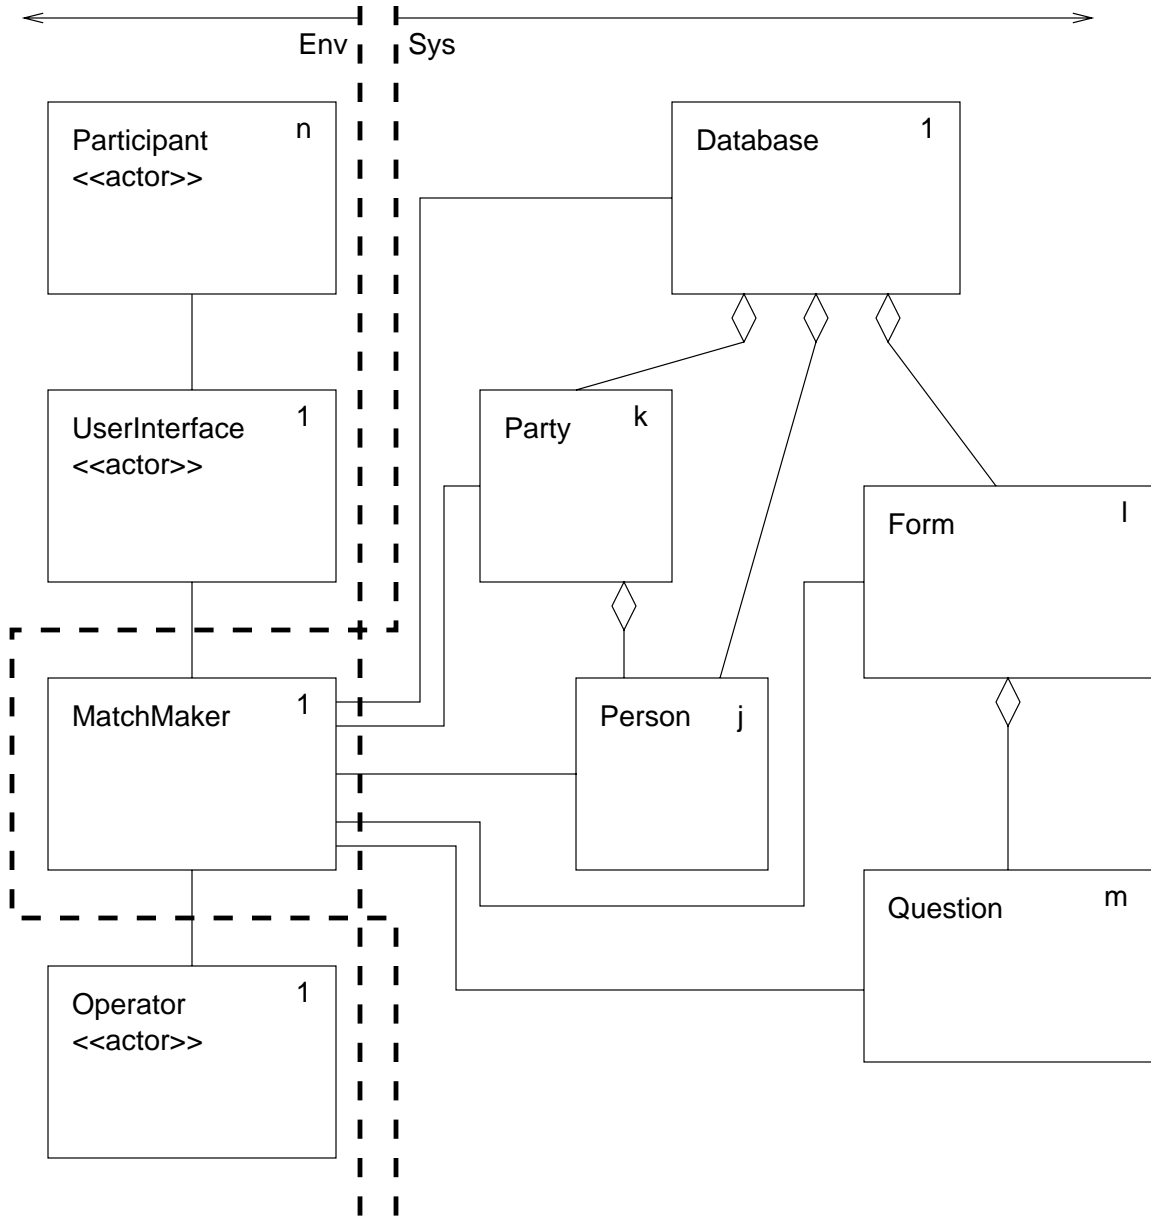 Env
Sys
Participant n
<<actor>>
Database 1
UserInterface 1
<<actor>>
Party k
Form l
MatchMaker 1
Person j
Question m
Operator 1
<<actor>>